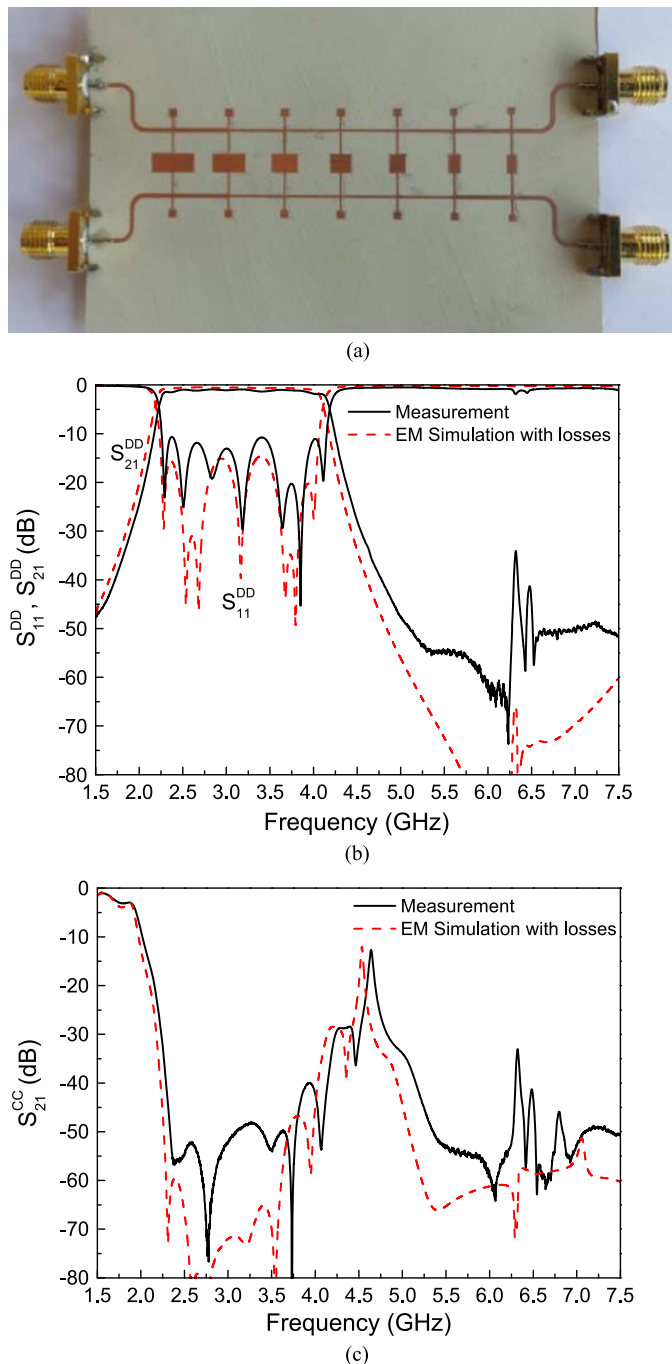 (a)
0
-10
-20
-30
-40
-50
-60
-70
-80
S11DD, S21DD (dB)
Measurement
EM Simulation with losses
S21DD
S11DD
1.5 2.0 2.5 3.0 3.5 4.0 4.5 5.0 5.5 6.0 6.5 7.0 7.5
Frequency (GHz)
(b)
0
-10
-20
-30
-40
-50
-60
-70
-80
S21CC (dB)
Measurement
EM Simulation with losses
1.5 2.0 2.5 3.0 3.5 4.0 4.5 5.0 5.5 6.0 6.5 7.0 7.5
Frequency (GHz)
(c)